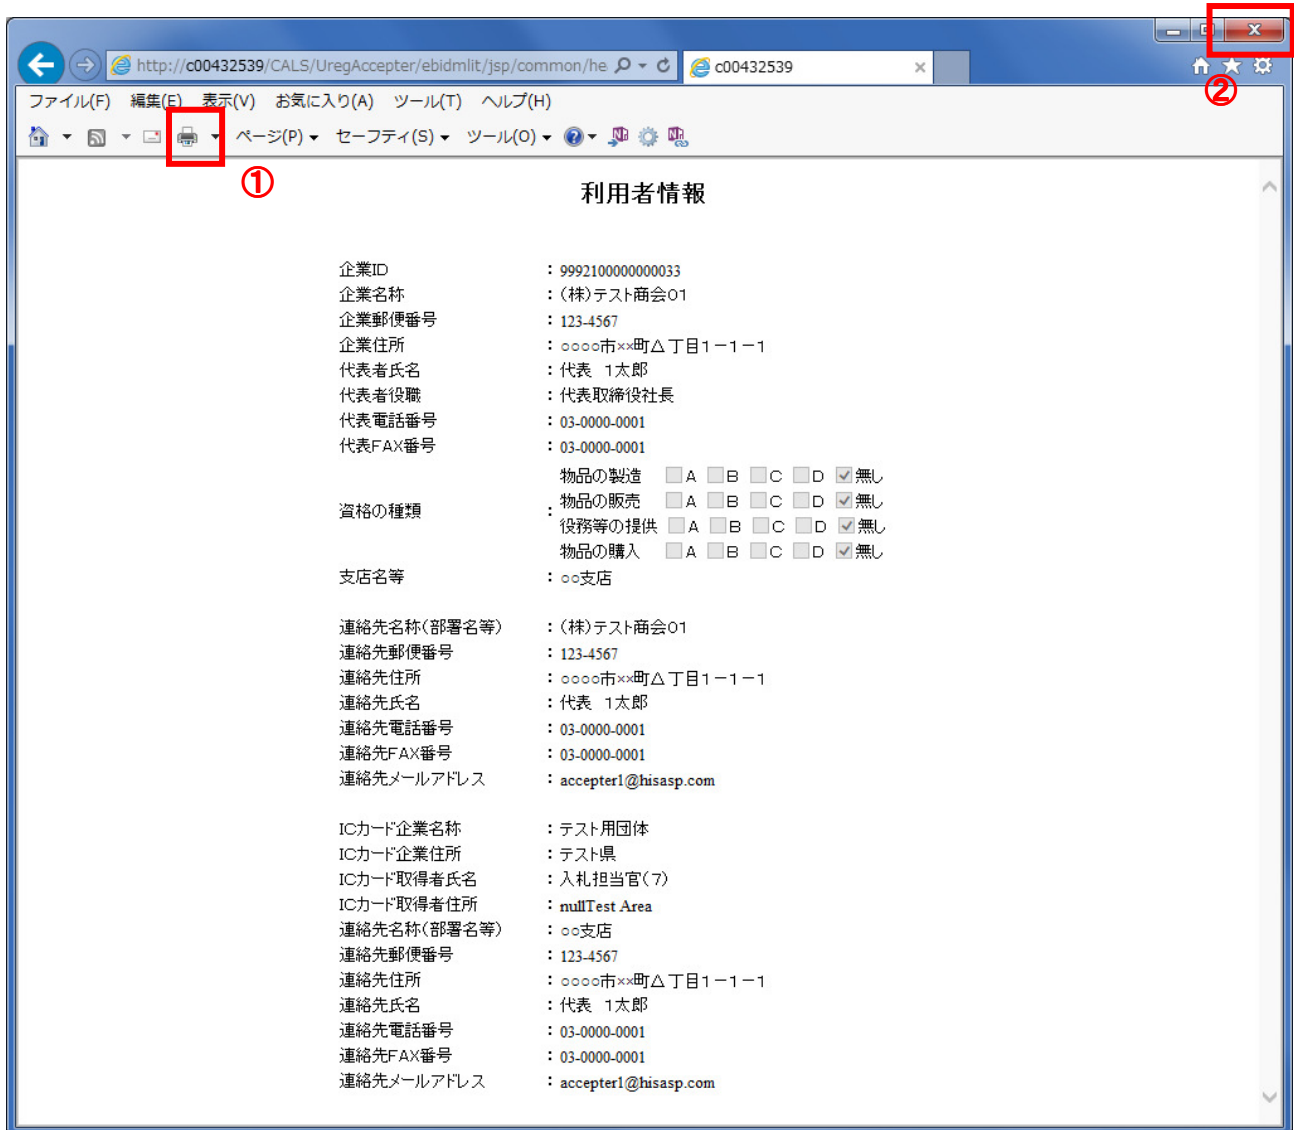 ②
http://c00432539/CALS/UregAccepter/ebidmlit/jsp/common/he
c00432539
ファイル(F) 編集(E) 表示(V) お気に入り(A) ツール(T) ヘルプ(H)
ページ(P) セーフティ(S) ツール(O)
①
利用者情報
企業ID ：9992100000000033
企業名称 ：(株)テスト商会01
企業郵便番号 ：123-4567
企業住所 ：○○○○市××町△丁目1－1－1
代表者氏名 ：代表　1太郎
代表者役職 ：代表取締役社長
代表電話番号 ：03-0000-0001
代表FAX番号 ：03-0000-0001
資格の種類 ：
物品の製造 A B C D 無し
物品の販売 A B C D 無し
役務等の提供 A B C D 無し
物品の購入 A B C D 無し
支店名等 ：○○支店
連絡先名称(部署名等) ：(株)テスト商会01
連絡先郵便番号 ：123-4567
連絡先住所 ：○○○○市××町△丁目1－1－1
連絡先氏名 ：代表　1太郎
連絡先電話番号 ：03-0000-0001
連絡先FAX番号 ：03-0000-0001
連絡先メールアドレス ：accepter1@hisasp.com
ICカード企業名称 ：テスト用団体
ICカード企業住所 ：テスト県
ICカード取得者氏名 ：入札担当官(7)
ICカード取得者住所 ：nullTest Area
連絡先名称(部署名等) ：○○支店
連絡先郵便番号 ：123-4567
連絡先住所 ：○○○○市××町△丁目1－1－1
連絡先氏名 ：代表　1太郎
連絡先電話番号 ：03-0000-0001
連絡先FAX番号 ：03-0000-0001
連絡先メールアドレス ：accepter1@hisasp.com